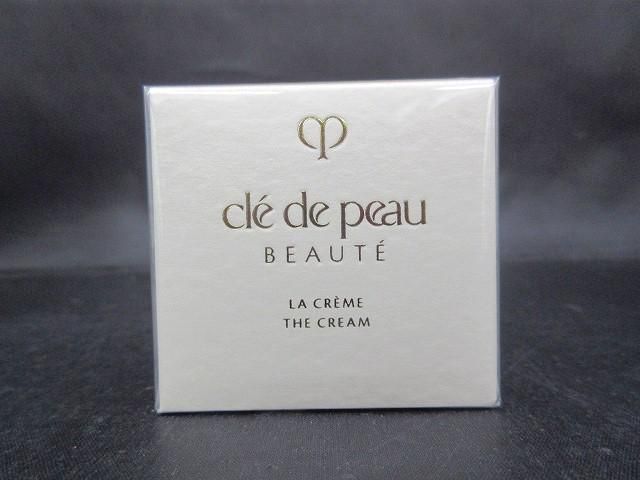 clé de peau
BEAUTÉ
LA CRÈME
THE CREAM